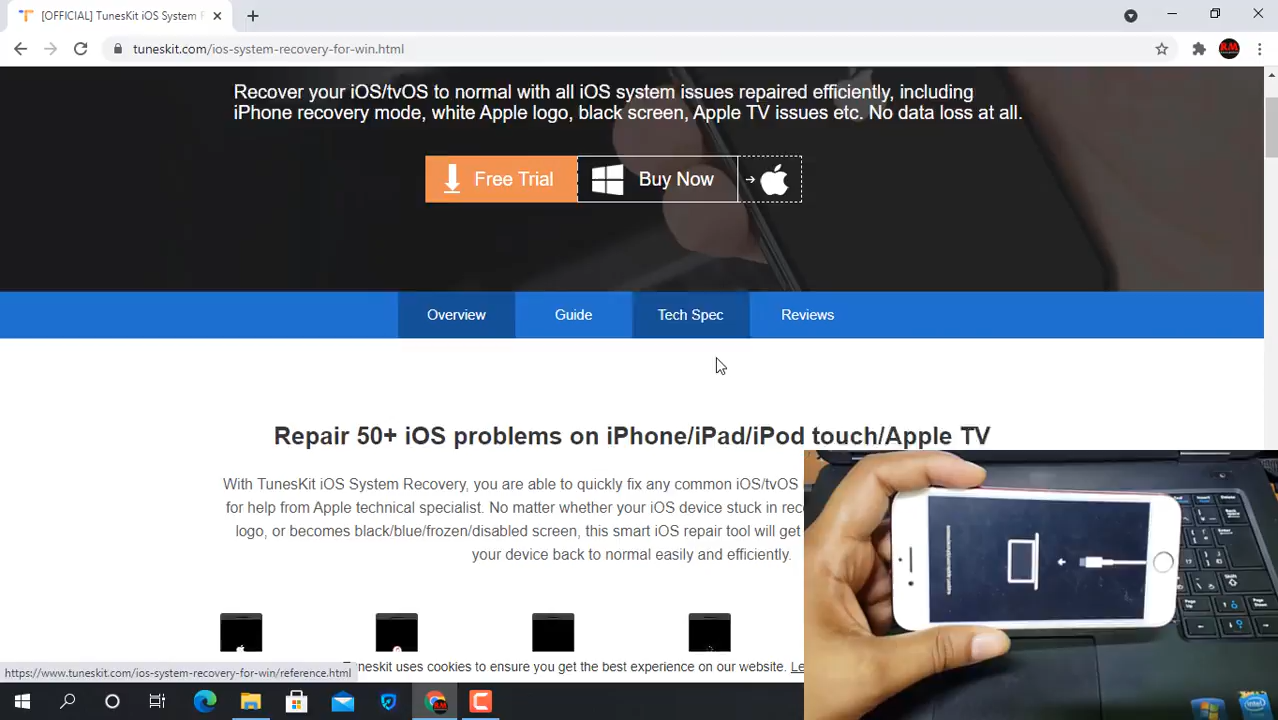 [OFFICIAL] TunesKit iOS System R
tuneskit.com/ios-system-recovery-for-win.html
RM
Recover your iOS/tvOS to normal with all iOS system issues repaired efficiently, including
iPhone recovery mode, white Apple logo, black screen, Apple TV issues etc. No data loss at all.
Free Trial
Buy Now
Overview
Guide
Tech Spec
Reviews
Repair 50+ iOS problems on iPhone/iPad/iPod touch/Apple TV
With TunesKit iOS System Recovery, you are able to quickly fix any common iOS/tvOS
for help from Apple technical specialist. No matter whether your iOS device stuck in reco
logo, or becomes black/blue/frozen/disabled screen, this smart iOS repair tool will get
your device back to normal easily and efficiently.
https://www.tuneskit.com/ios-system-recovery-for-win/reference.html
uneskit uses cookies to ensure you get the best experience on our website. Le
intel